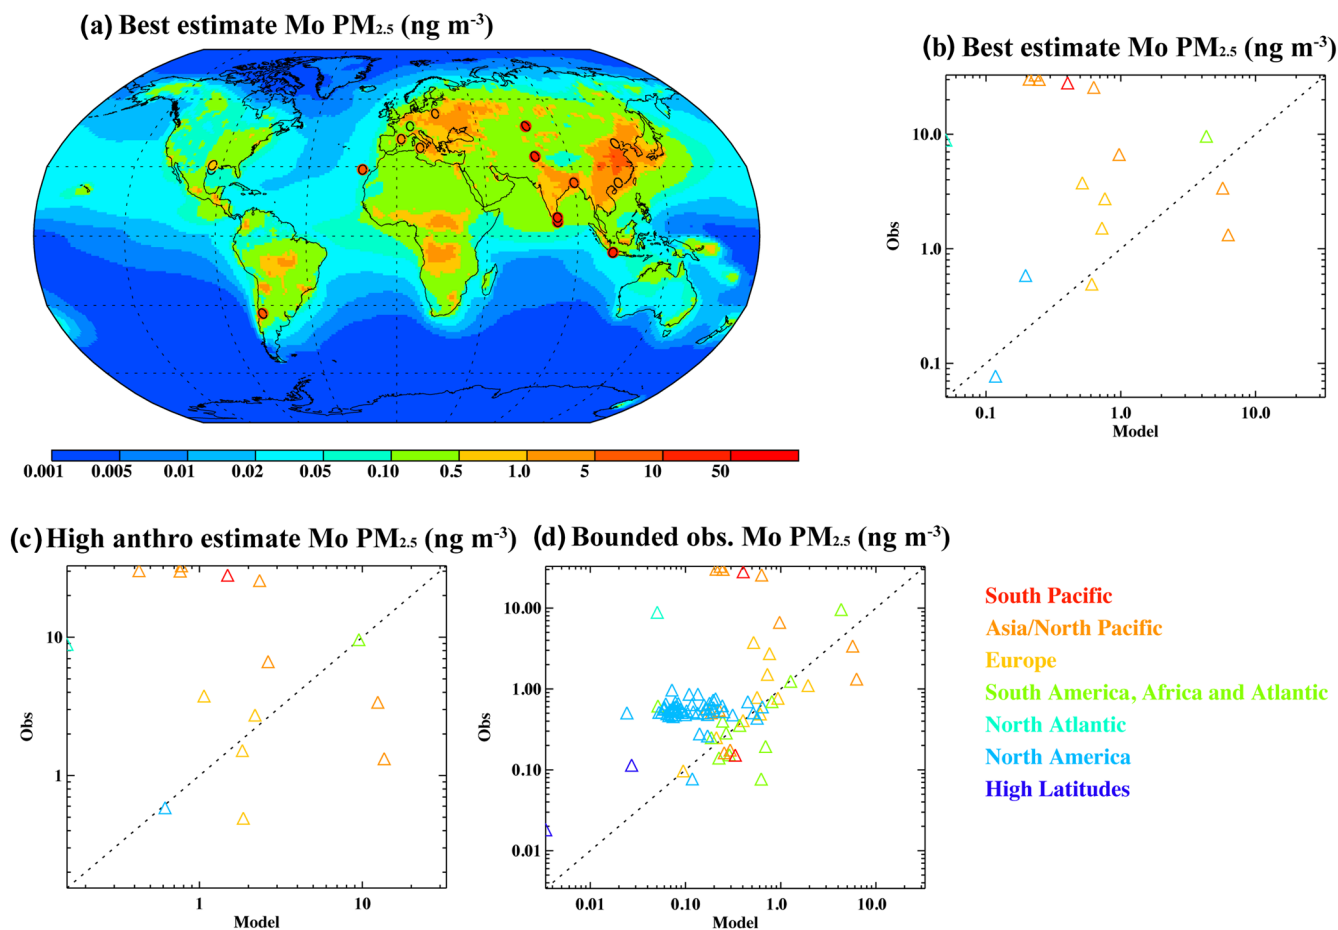 (a) Best estimate Mo PM2.5 (ng m-3)
0.001 0.005 0.01 0.02 0.05 0.10 0.5 1.0 5 10 50
(b) Best estimate Mo PM2.5 (ng m-3)
10.0
1.0
0.1
Obs
0.1 1.0 10.0
Model
(c) High anthro estimate Mo PM2.5 (ng m-3)
10
1
Obs
1 10
Model
(d) Bounded obs. Mo PM2.5 (ng m-3)
10.00
1.00
0.10
0.01
Obs
0.01 0.10 1.0 10.0
Model
South Pacific
Asia/North Pacific
Europe
South America, Africa and Atlantic
North Atlantic
North America
High Latitudes